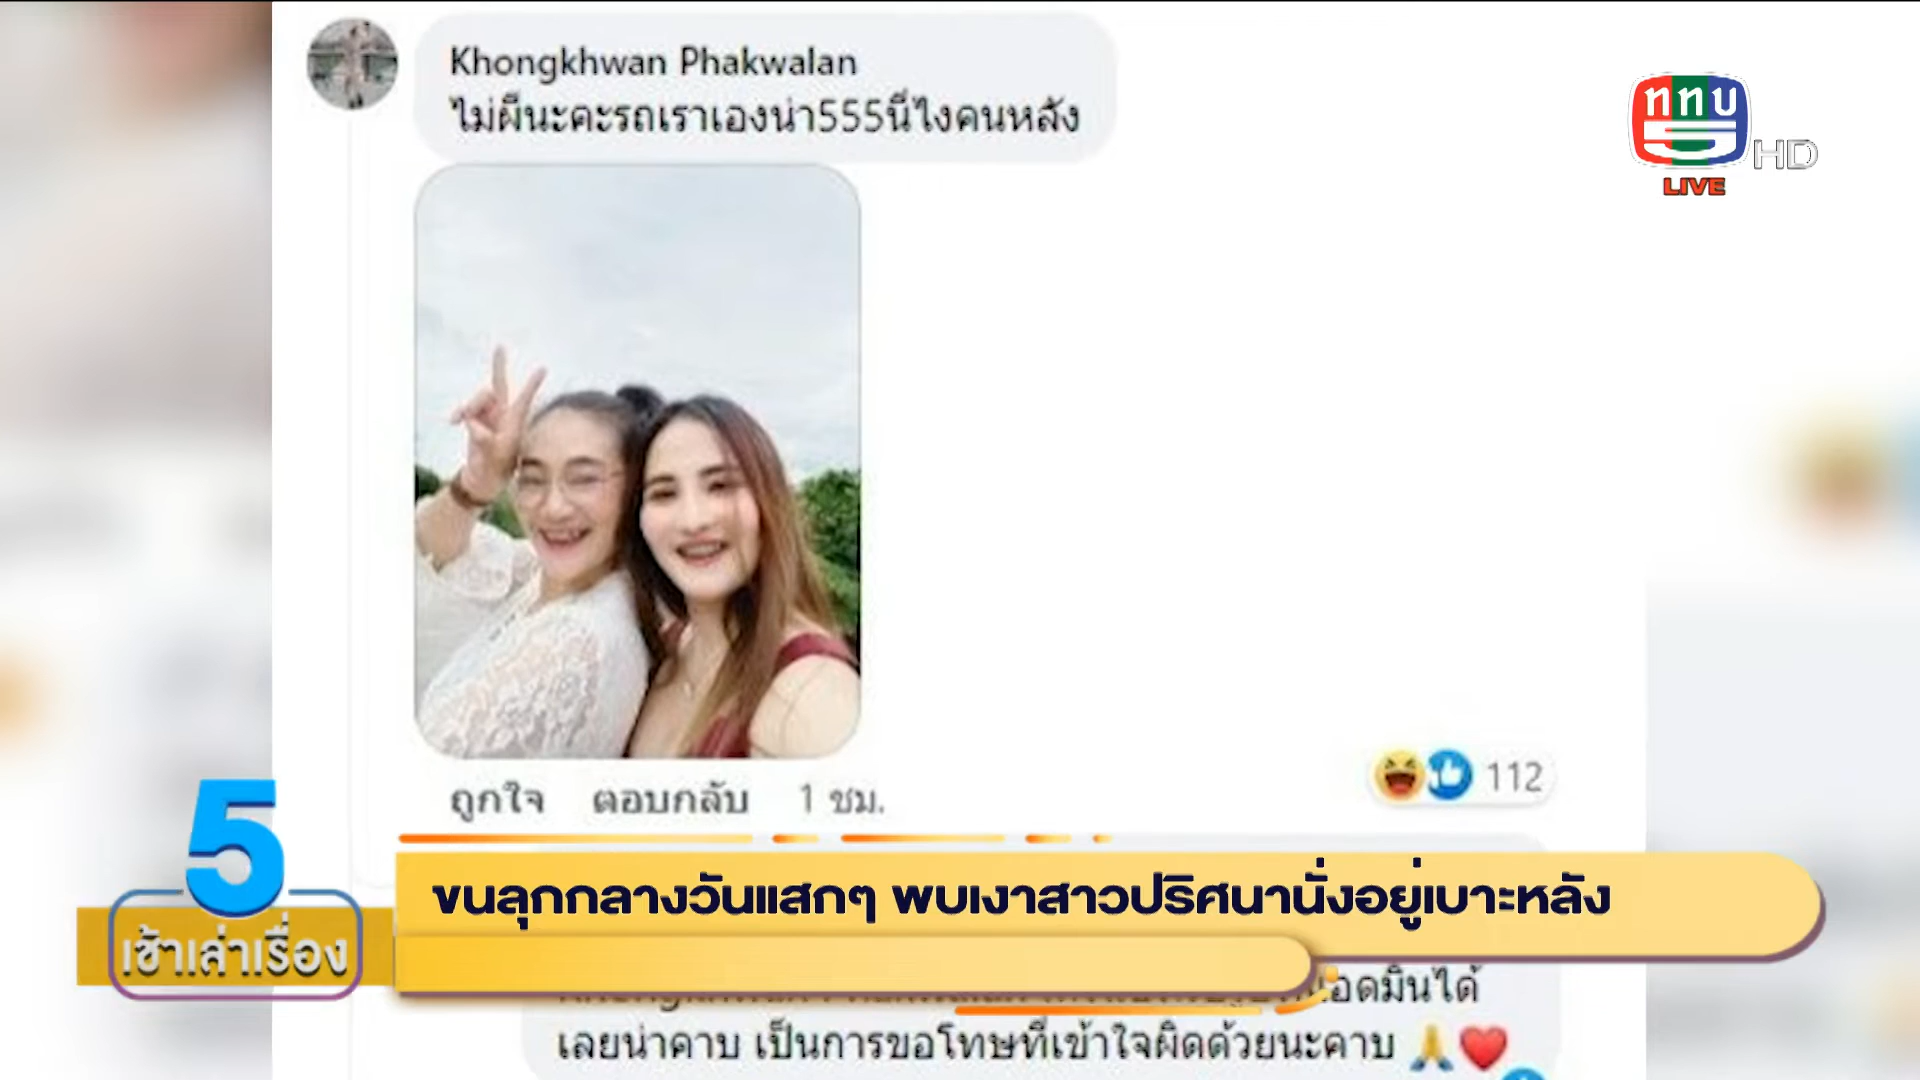 Khongkhwan Phakwalan
ไม่ผีนะคะรถเราเองน่า555นี่ไงคนหลัง
ททบ
5
HD
LIVE
ถูกใจ ตอบกลับ 1 ชม.
112
5
เช้าเล่าเรื่อง
ขนลุกกลางวันแสกๆ พบเงาสาวปริศนานั่งอยู่เบาะหลัง
เลยน่าคาบ เป็นการขอโทษที่เข้าใจผิดด้วยนะคาบ 🙏❤️